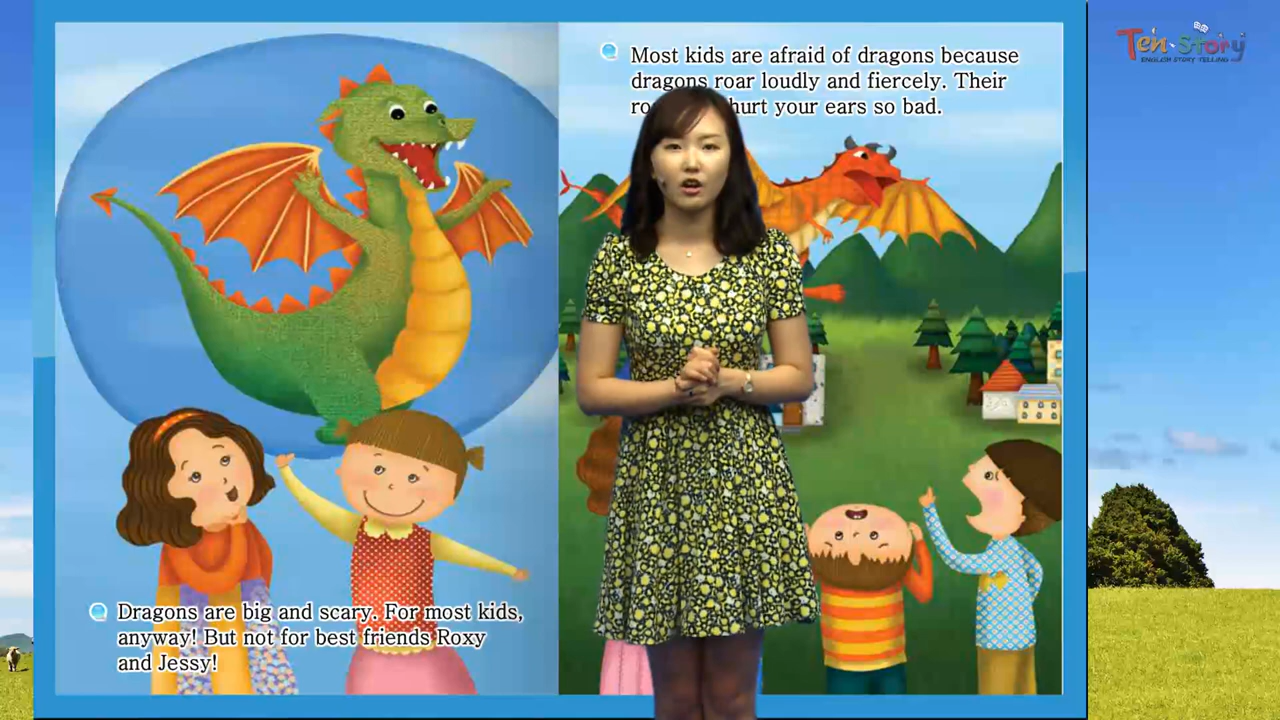 Dragons are big and scary. For most kids,
anyway! But not for best friends Roxy
and Jessy!
Most kids are afraid of dragons because
dragons roar loudly and fiercely. Their
hurt your ears so bad.
Ten Story
ENGLISH STORY TELLING